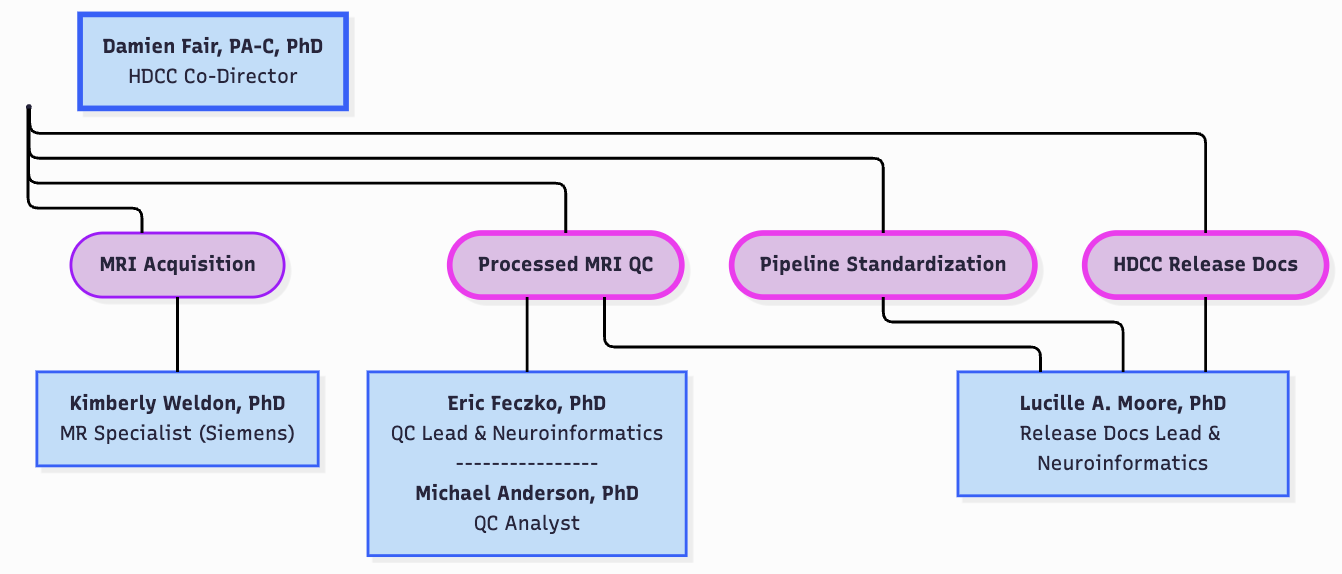 Damien Fair, PA-C, PhD
HDCC Co-Director
MRI Acquisition
Processed MRI QC
Pipeline Standardization
HDCC Release Docs
Kimberly Weldon, PhD
MR Specialist (Siemens)
Eric Feczko, PhD
QC Lead & Neuroinformatics
----------------
Michael Anderson, PhD
QC Analyst
Lucille A. Moore, PhD
Release Docs Lead &
Neuroinformatics